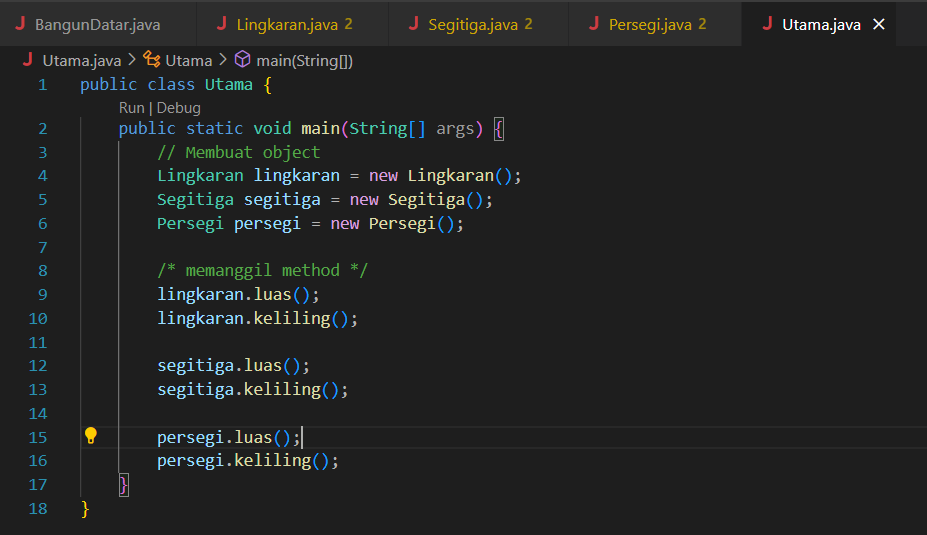 BangunDatar.java Lingkaran.java 2 Segitiga.java 2 Persegi.java 2 Utama.java
Utama.java > Utama > main(String[])
1 public class Utama {
Run | Debug
2 public static void main(String[] args) {
3 // Membuat object
4 Lingkaran lingkaran = new Lingkaran();
5 Segitiga segitiga = new Segitiga();
6 Persegi persegi = new Persegi();
7
8 /* memanggil method */
9 lingkaran.luas();
10 lingkaran.keliling();
11
12 segitiga.luas();
13 segitiga.keliling();
14
15 persegi.luas();
16 persegi.keliling();
17 }
18 }